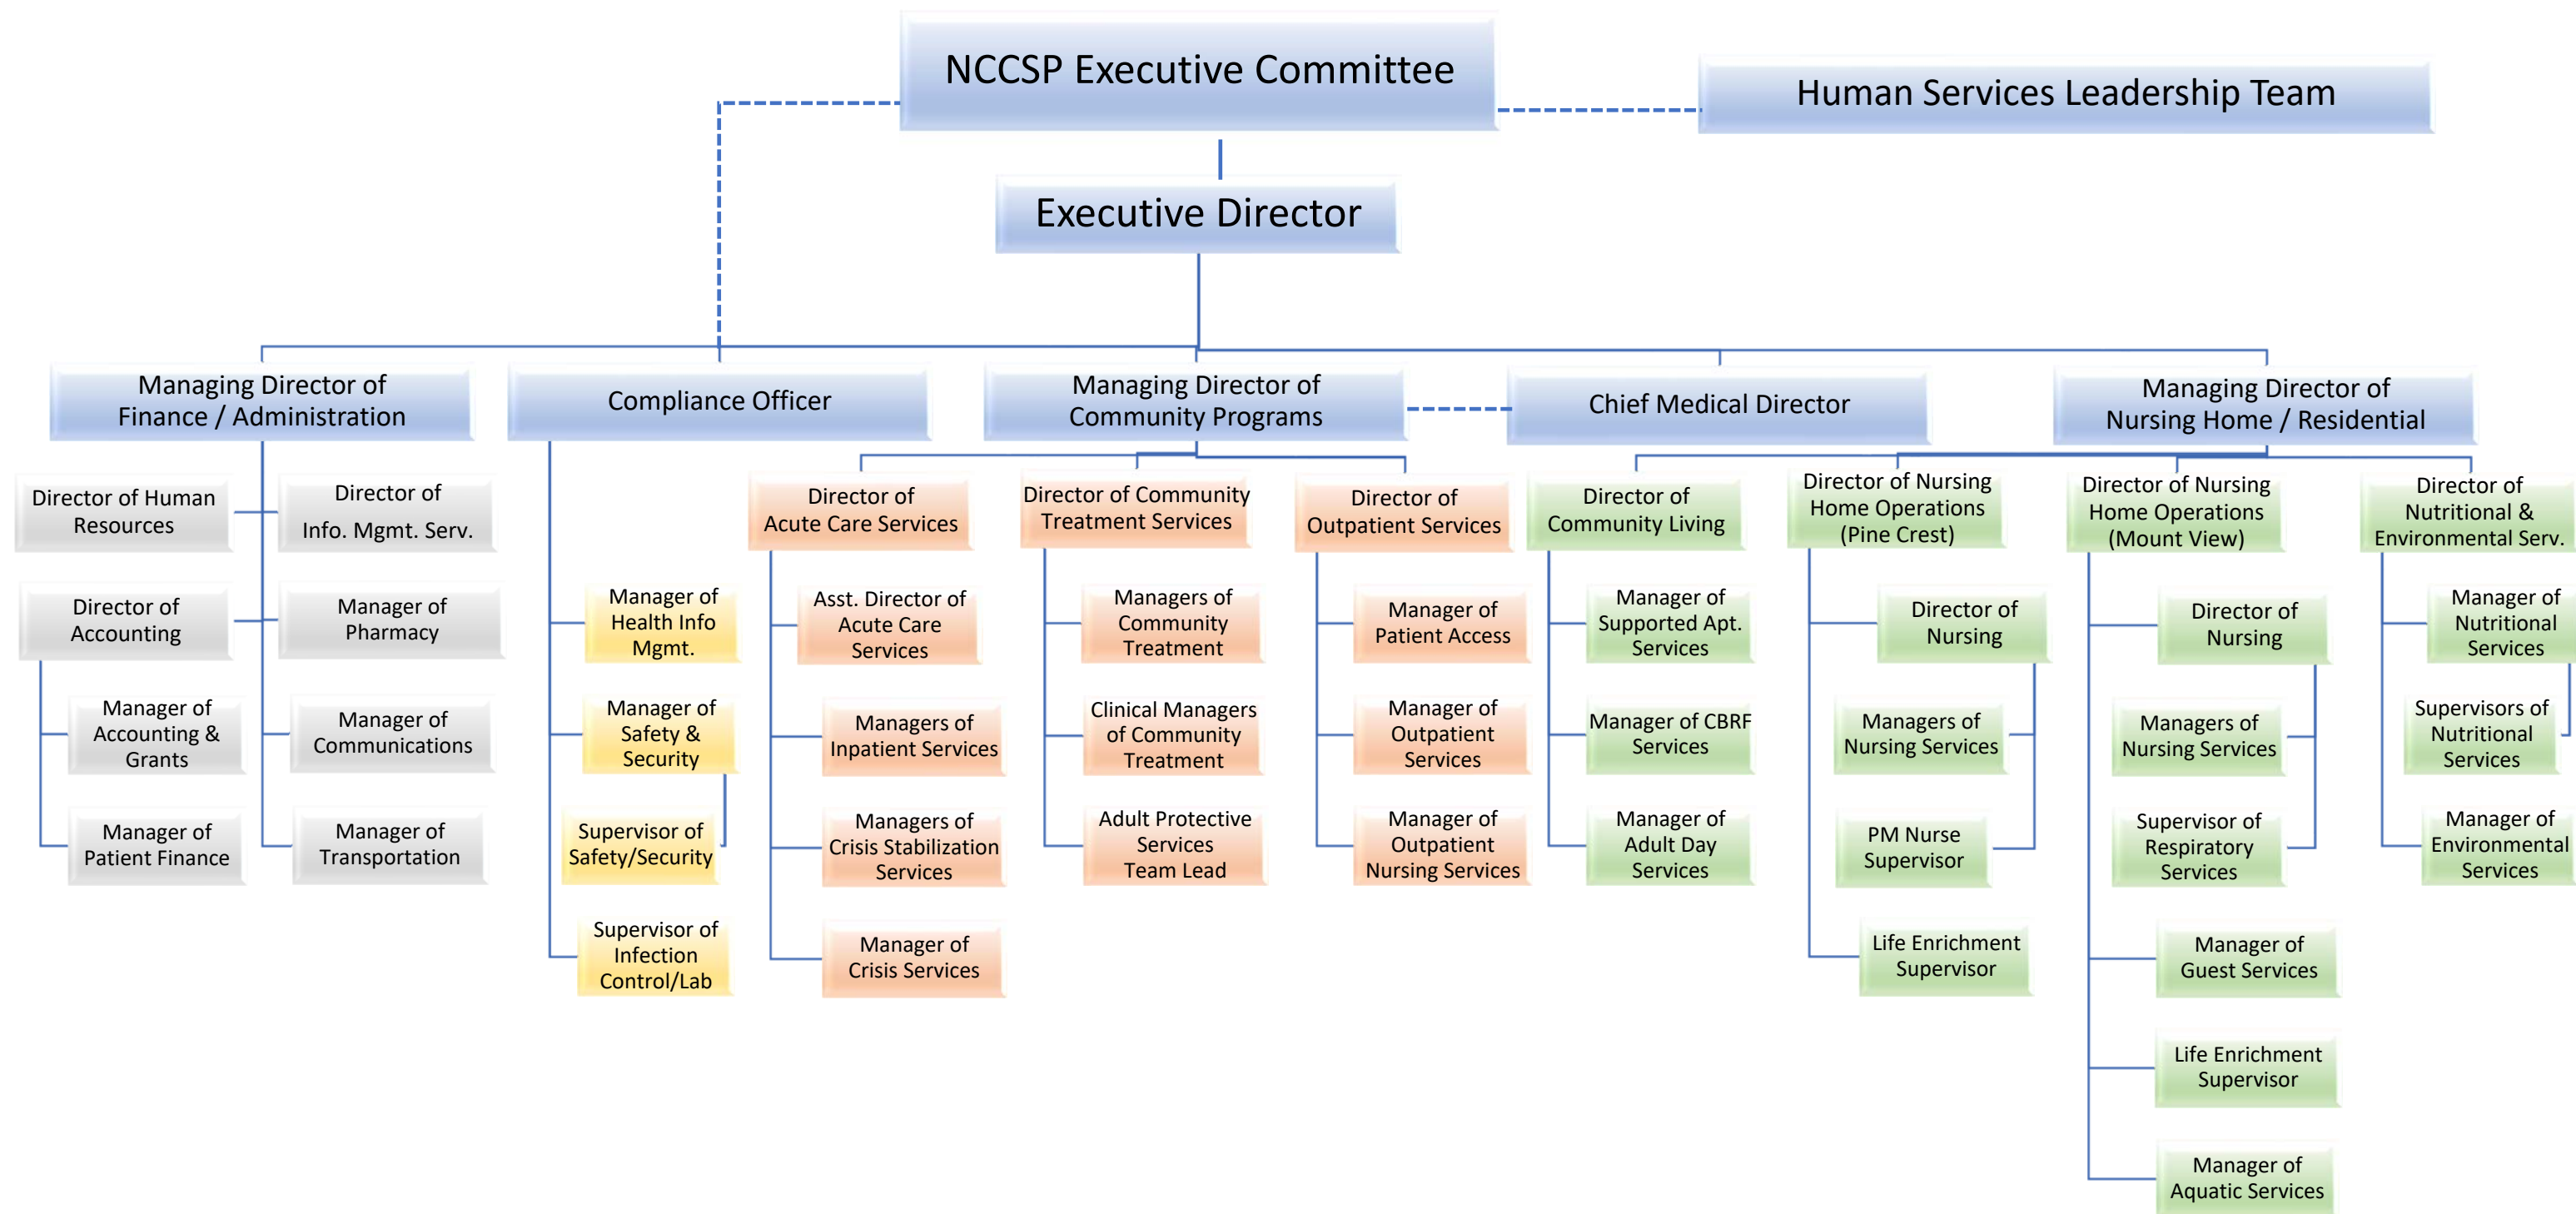 NCCSP Executive Committee
Human Services Leadership Team
Executive Director
Managing Director of
Finance / Administration
Compliance Officer
Managing Director of
Community Programs
Chief Medical Director
Managing Director of
Nursing Home / Residential
Director of Human
Resources
Director of
Info. Mgmt. Serv.
Director of
Accounting
Manager of
Pharmacy
Manager of
Accounting &
Grants
Manager of
Communications
Manager of
Patient Finance
Manager of
Transportation
Manager of
Health Info
Mgmt.
Manager of
Safety &
Security
Supervisor of
Safety/Security
Supervisor of
Infection
Control/Lab
Director of
Acute Care Services
Asst. Director of
Acute Care
Services
Managers of
Inpatient Services
Managers of
Crisis Stabilization
Services
Manager of
Crisis Services
Director of Community
Treatment Services
Managers of
Community
Treatment
Clinical Managers
of Community
Treatment
Adult Protective
Services
Team Lead
Director of
Outpatient Services
Manager of
Patient Access
Manager of
Outpatient
Services
Manager of
Outpatient
Nursing Services
Director of
Community Living
Manager of
Supported Apt.
Services
Manager of CBRF
Services
Manager of
Adult Day
Services
Director of Nursing
Home Operations
(Pine Crest)
Director of
Nursing
Managers of
Nursing Services
PM Nurse
Supervisor
Life Enrichment
Supervisor
Director of Nursing
Home Operations
(Mount View)
Director of
Nursing
Managers of
Nursing Services
Supervisor of
Respiratory
Services
Manager of
Guest Services
Life Enrichment
Supervisor
Manager of
Aquatic Services
Director of
Nutritional &
Environmental Serv.
Manager of
Nutritional
Services
Supervisors of
Nutritional
Services
Manager of
Environmental
Services